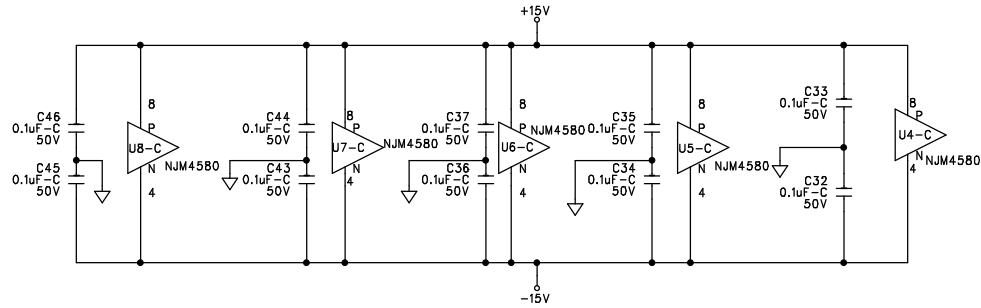 +15V
C46
0.1uF-C
50V
C45
0.1uF-C
50V
8
P
U8-C
N
4
NJM4580
C44
0.1uF-C
50V
C43
0.1uF-C
50V
8
P
U7-C
N
4
NJM4580
C37
0.1uF-C
50V
C36
0.1uF-C
50V
8
P
U6-C
N
4
NJM4580
C35
0.1uF-C
50V
C34
0.1uF-C
50V
8
P
U5-C
N
4
NJM4580
C33
0.1uF-C
50V
C32
0.1uF-C
50V
8
P
U4-C
N
4
NJM4580
-15V